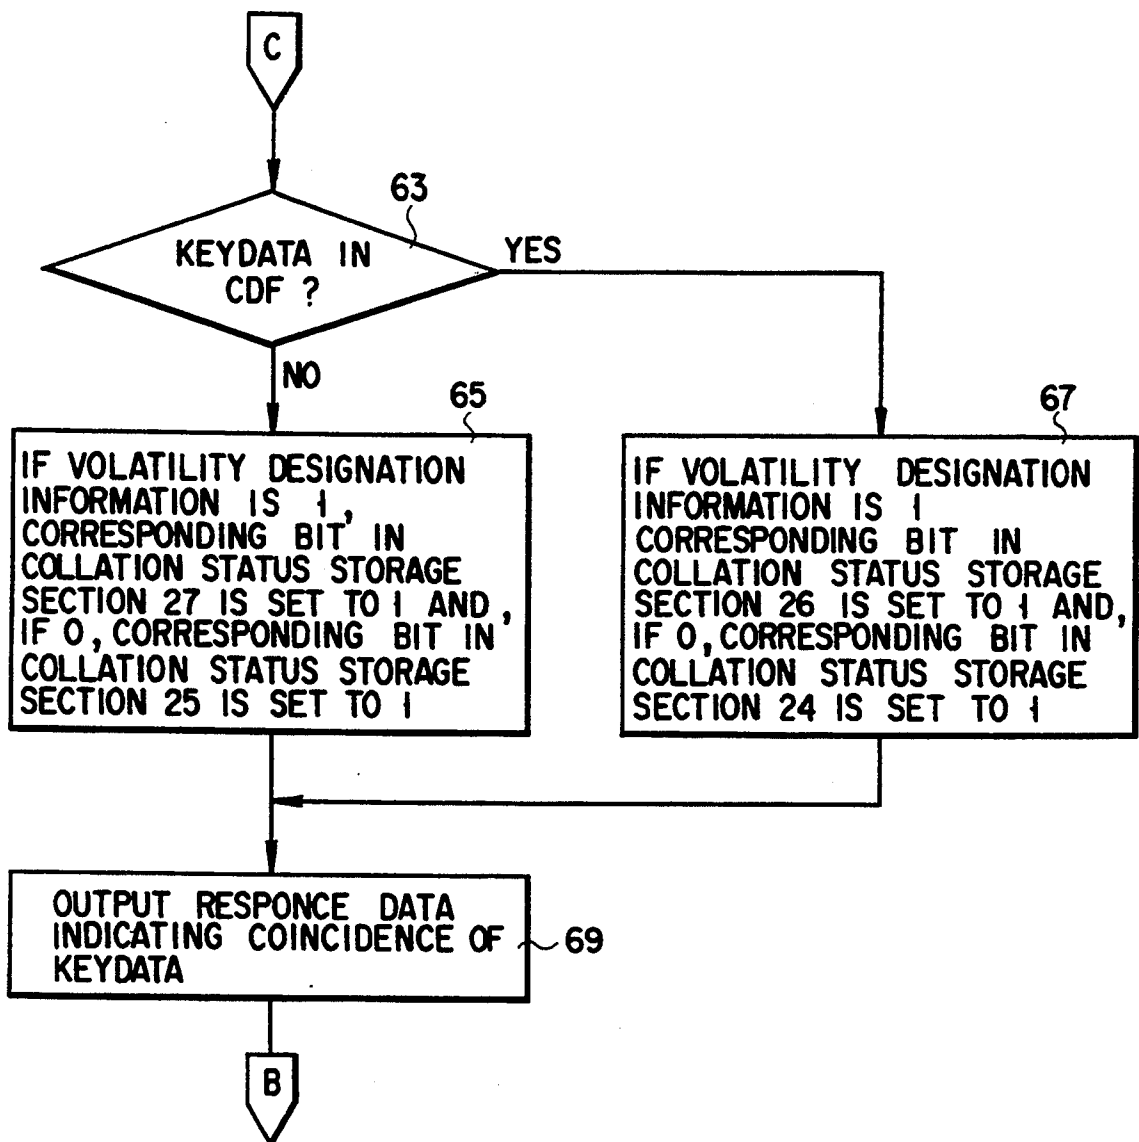 C
63
KEYDATA IN
CDF ?
YES
NO
65
IF VOLATILITY DESIGNATION
INFORMATION IS 1,
CORRESPONDING BIT IN
COLLATION STATUS STORAGE
SECTION 27 IS SET TO 1 AND,
IF 0, CORRESPONDING BIT IN
COLLATION STATUS STORAGE
SECTION 25 IS SET TO 1
67
IF VOLATILITY DESIGNATION
INFORMATION IS 1
CORRESPONDING BIT IN
COLLATION STATUS STORAGE
SECTION 26 IS SET TO 1 AND,
IF 0, CORRESPONDING BIT IN
COLLATION STATUS STORAGE
SECTION 24 IS SET TO 1
OUTPUT RESPONCE DATA
INDICATING COINCIDENCE OF
KEYDATA
69
B